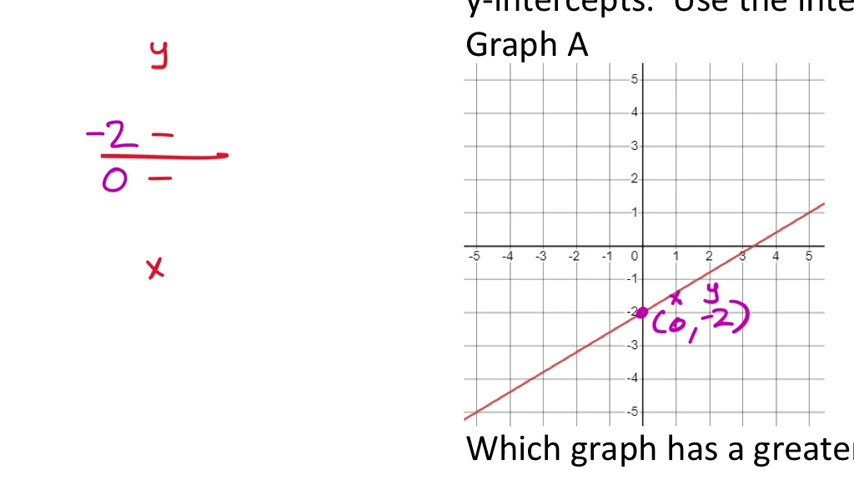 y-intercepts. Use the inte
Graph A
y
-2 -
0 -
x
5
4
3
2
1
-5 -4 -3 -2 -1 0 1 2 3 4 5
-1
-2
-3
-4
-5
x y
(0, -2)
Which graph has a greate